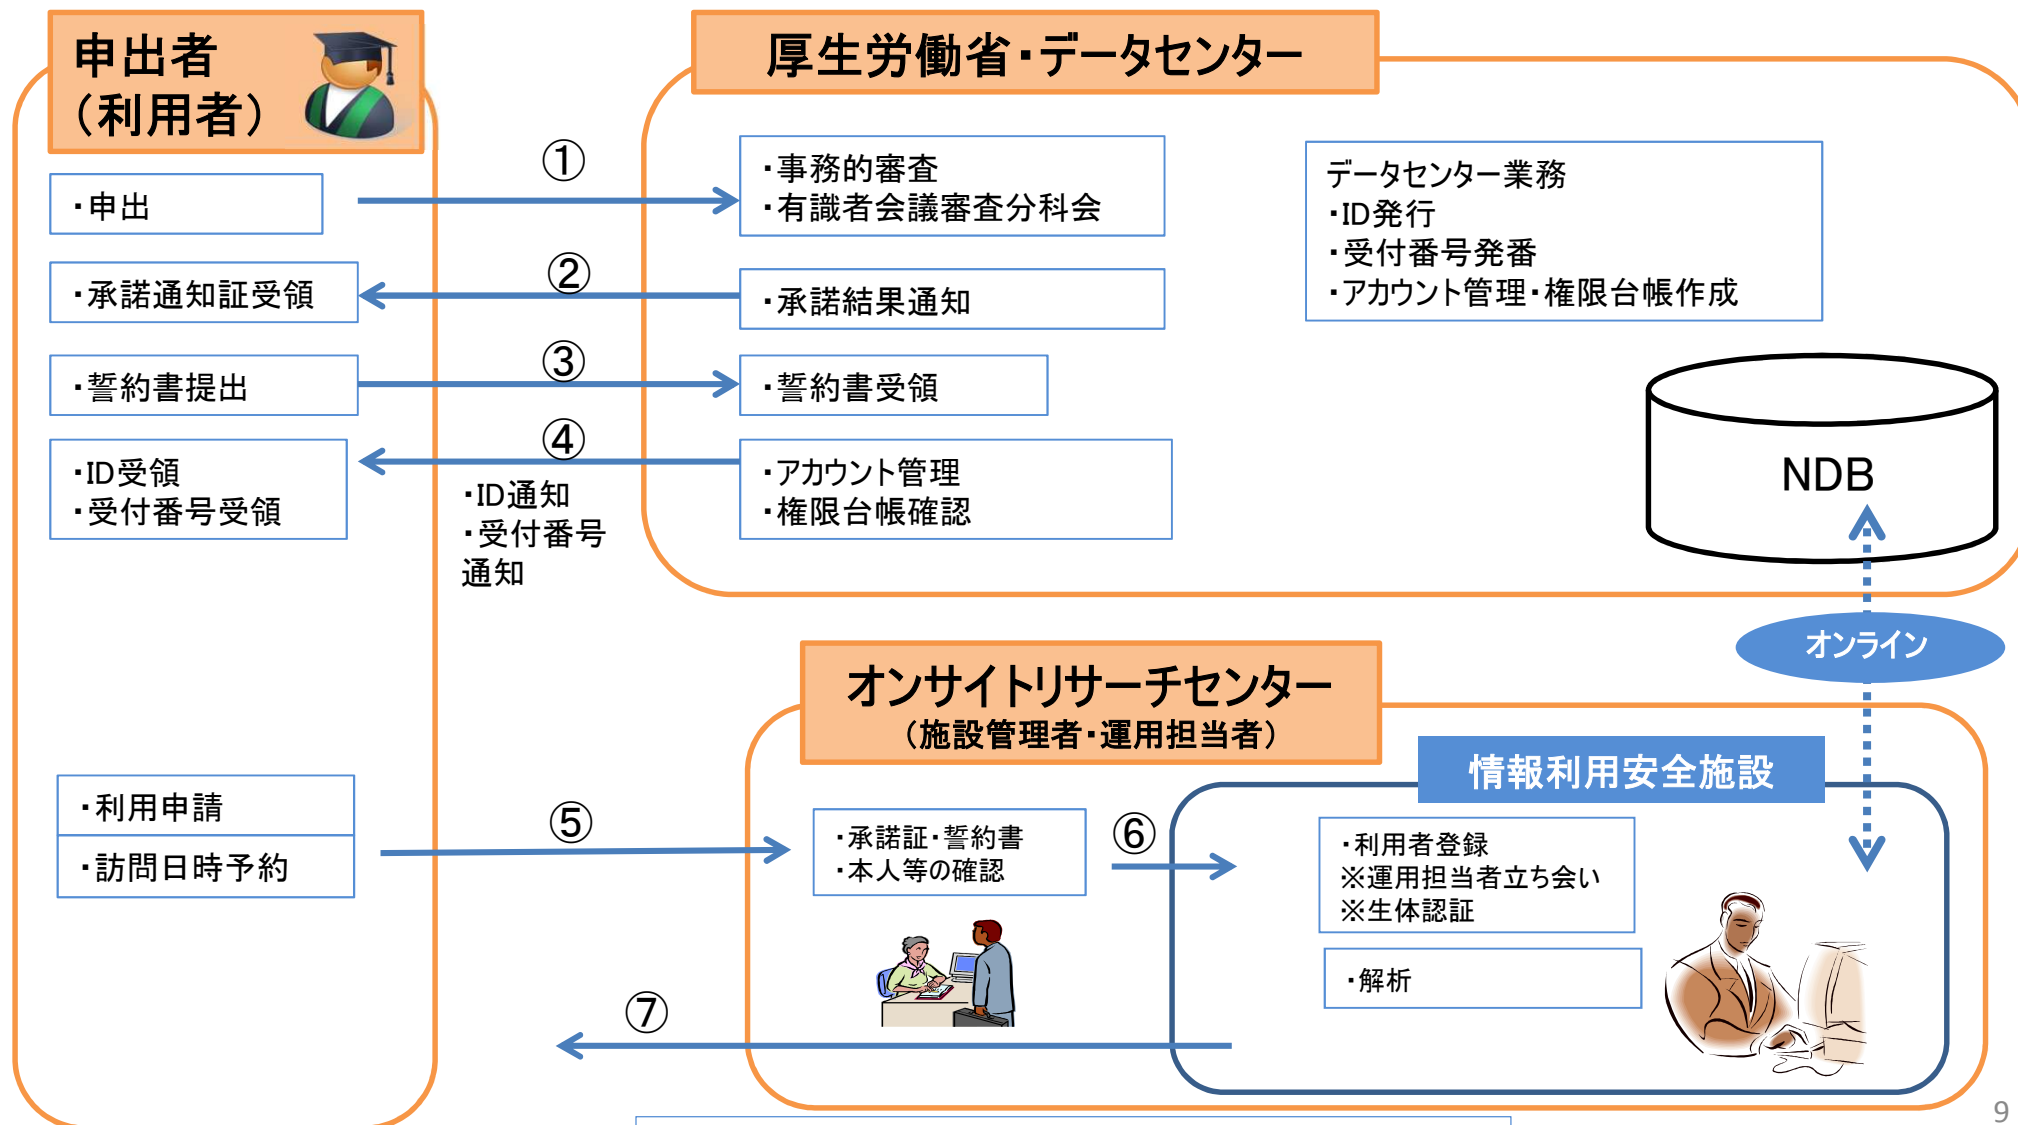 申出者
（利用者）
厚生労働省・データセンター
①
・申出
・事務的審査
・有識者会議審査分科会
データセンター業務
・ID発行
・受付番号発番
・アカウント管理・権限台帳作成
②
・承諾通知証受領
・承諾結果通知
③
・誓約書提出
・誓約書受領
④
・ID受領
・受付番号受領
・ID通知
・受付番号
通知
・アカウント管理
・権限台帳確認
NDB
オンライン
オンサイトリサーチセンター
（施設管理者・運用担当者）
情報利用安全施設
・利用申請
・訪問日時予約
⑤
・承諾証・誓約書
・本人等の確認
⑥
・利用者登録
※運用担当者立ち会い
※生体認証
・解析
⑦
9